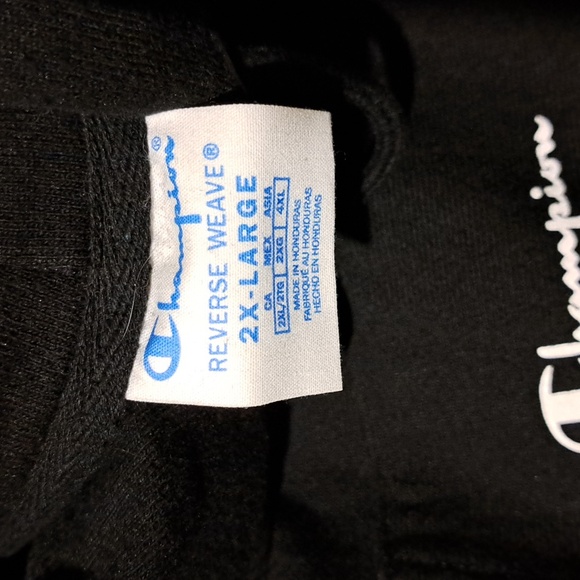 Champion®
REVERSE WEAVE®
2X-LARGE
CA MEX ASIA
2XL/2TG 2XG 4XL
MADE IN HONDURAS
FABRIQUÉ AU HONDURAS
HECHO EN HONDURAS
Champion